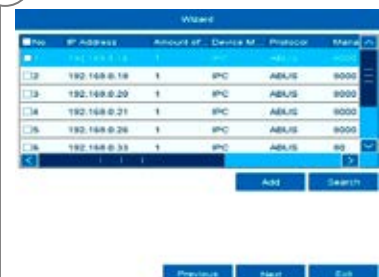 Wizard
No IP Address Amount of... Device M... Protocol Mana
1 IPC ABUS 8000
2 192.168.0.18 1 IPC ABUS 8000
3 192.168.0.20 1 IPC ABUS 8000
4 192.168.0.21 1 IPC ABUS 8000
5 192.168.0.26 1 IPC ABUS 8000
6 192.168.0.33 1 IPC ABUS 80
Add Search
Previous Next Exit